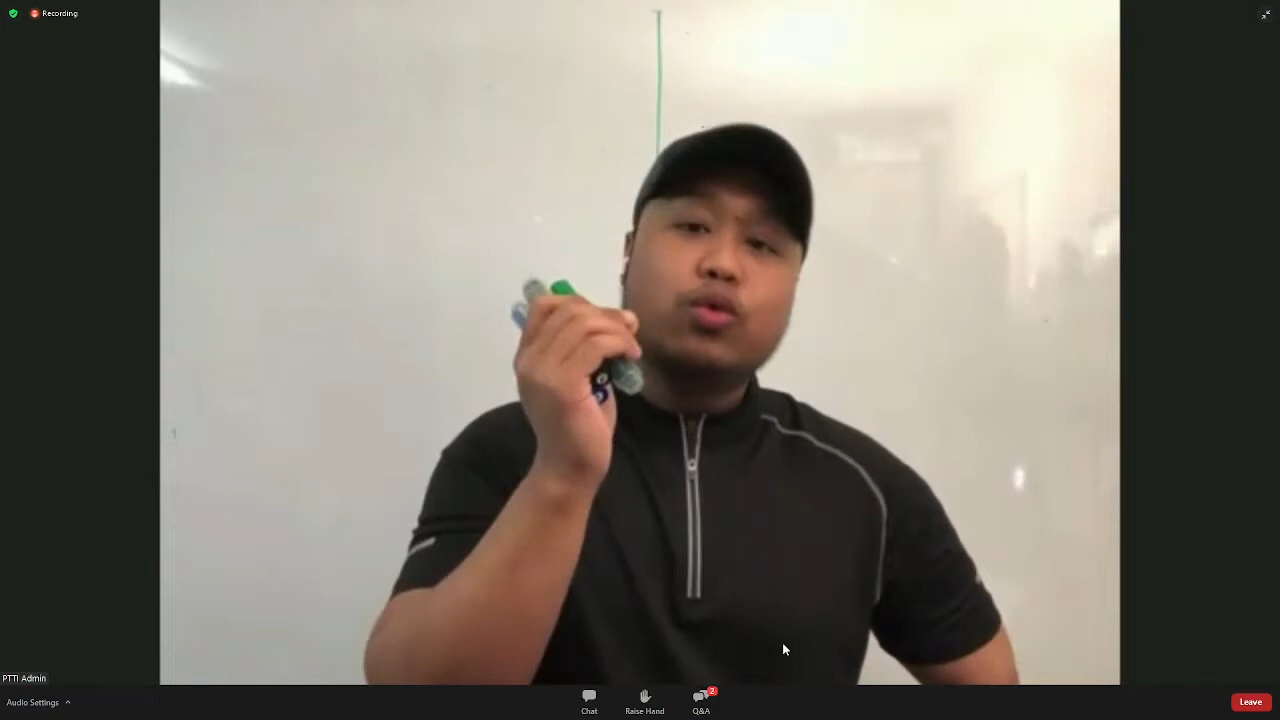 Recording
PTTI Admin
Audio Settings
Chat
Raise Hand
Q&A
2
Leave